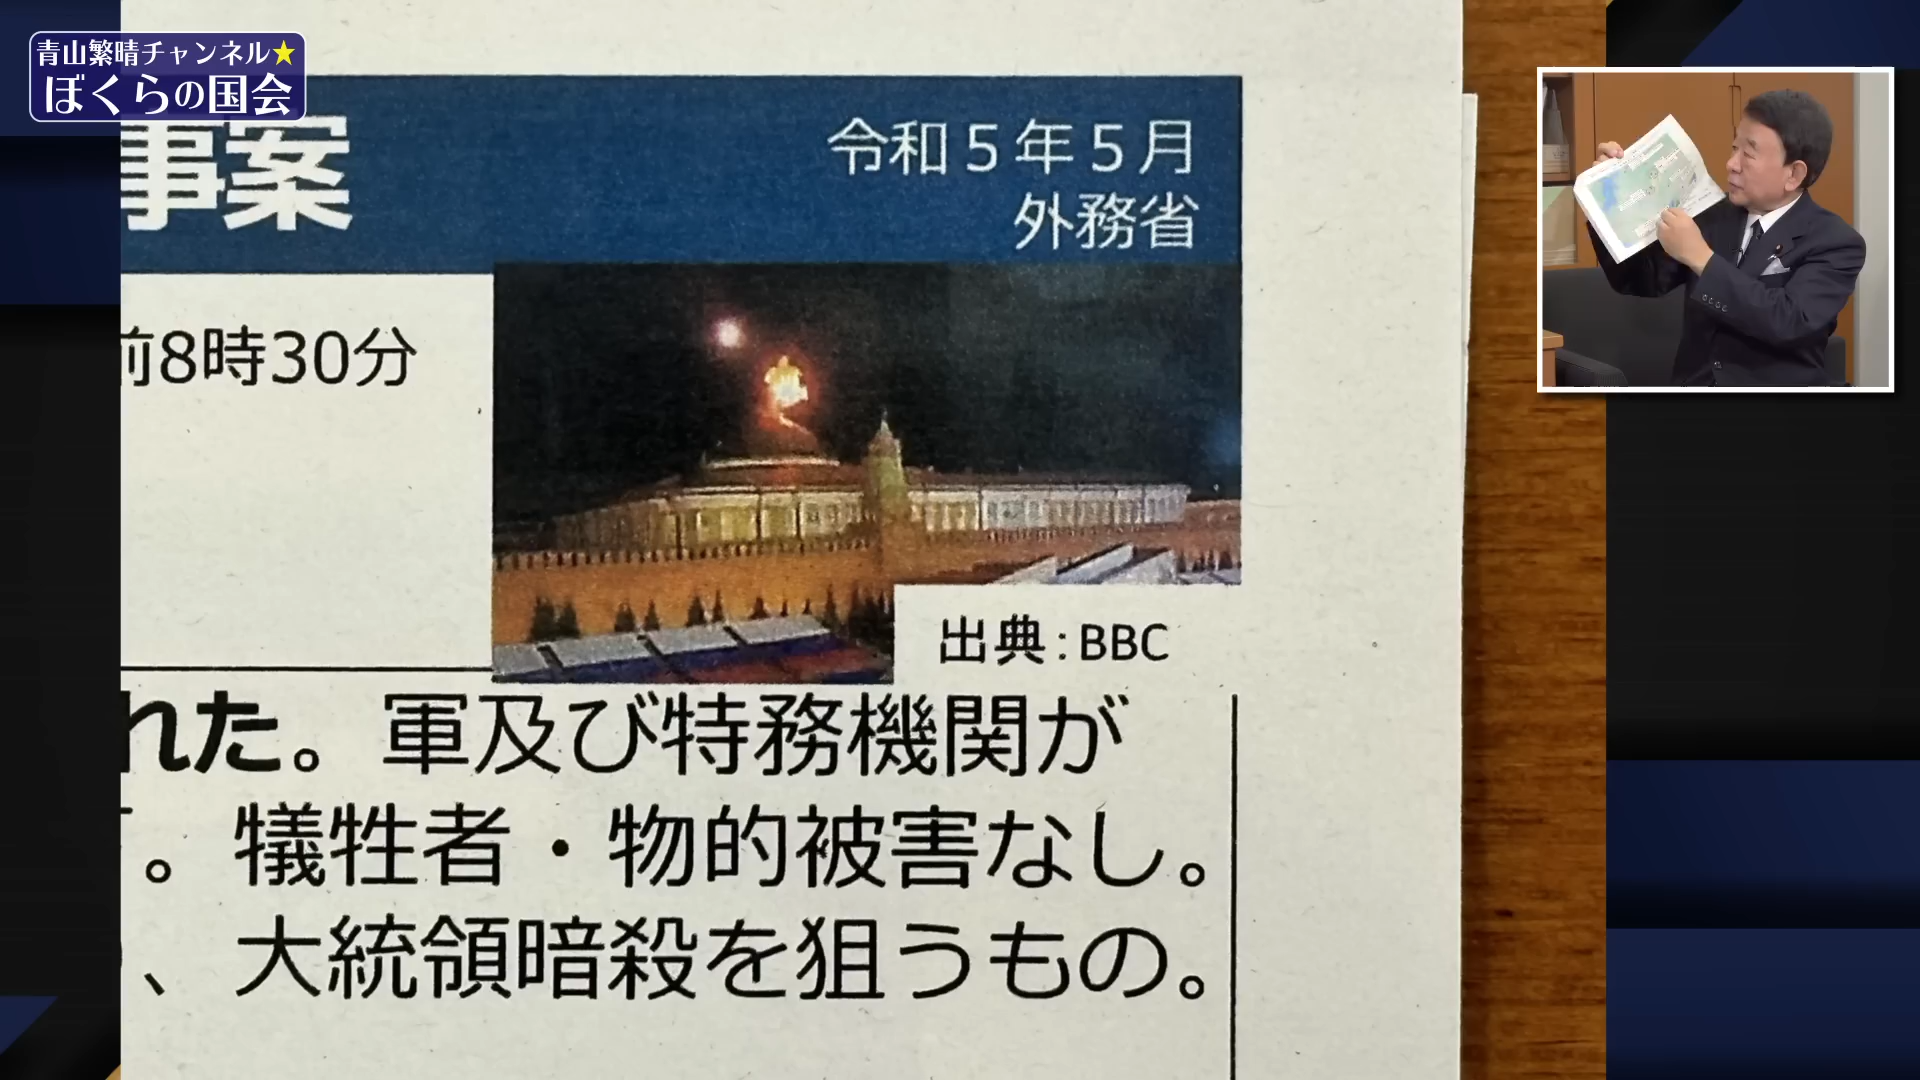 青山繁晴チャンネル★
ぼくらの国会
事案
令和5年5月
外務省
前8時30分
出典：BBC
れた。軍及び特務機関が
。犠牲者・物的被害なし。
、大統領暗殺を狙うもの。